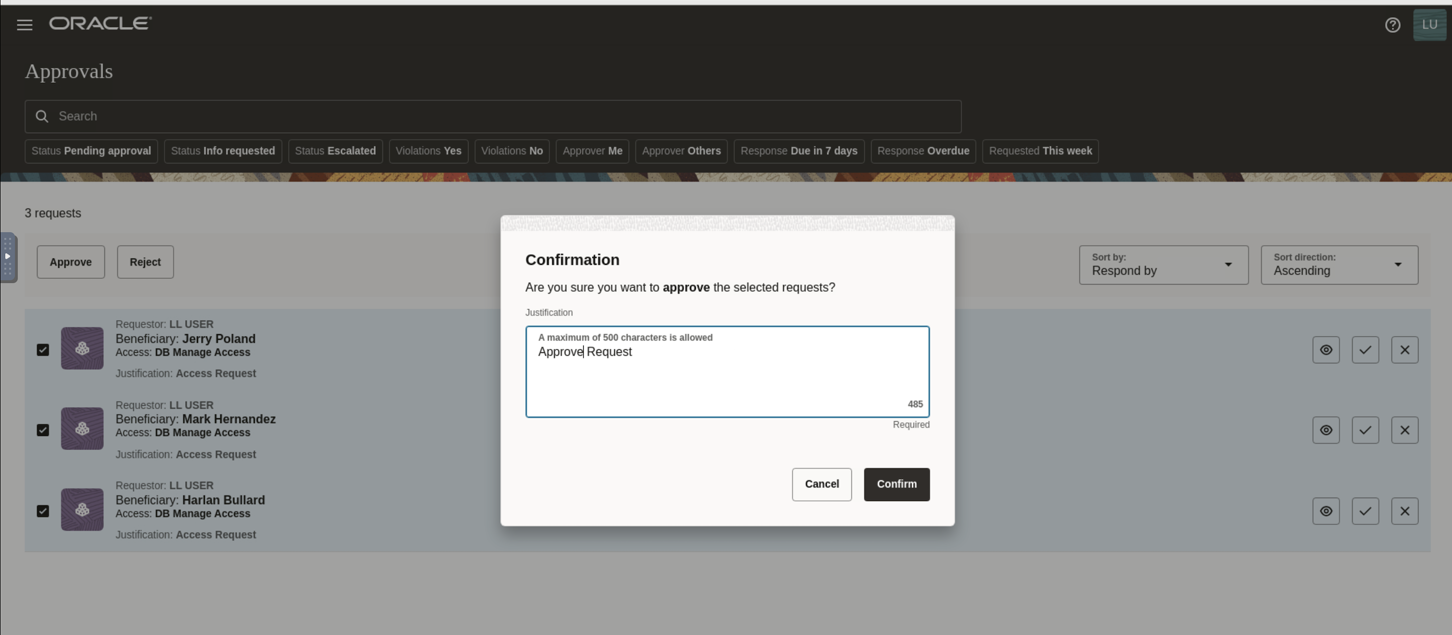 ORACLE
LU
Approvals
Search
Status Pending approval
Status Info requested
Status Escalated
Violations Yes
Violations No
Approver Me
Approver Others
Response Due in 7 days
Response Overdue
Requested This week
3 requests
Approve
Reject
Sort by:
Respond by
Sort direction:
Ascending
Requestor: LL USER
Beneficiary: Jerry Poland
Access: DB Manage Access
Justification: Access Request
Requestor: LL USER
Beneficiary: Mark Hernandez
Access: DB Manage Access
Justification: Access Request
Requestor: LL USER
Beneficiary: Harlan Bullard
Access: DB Manage Access
Justification: Access Request
Confirmation
Are you sure you want to approve the selected requests?
Justification
A maximum of 500 characters is allowed
Approve Request
485
Required
Cancel
Confirm